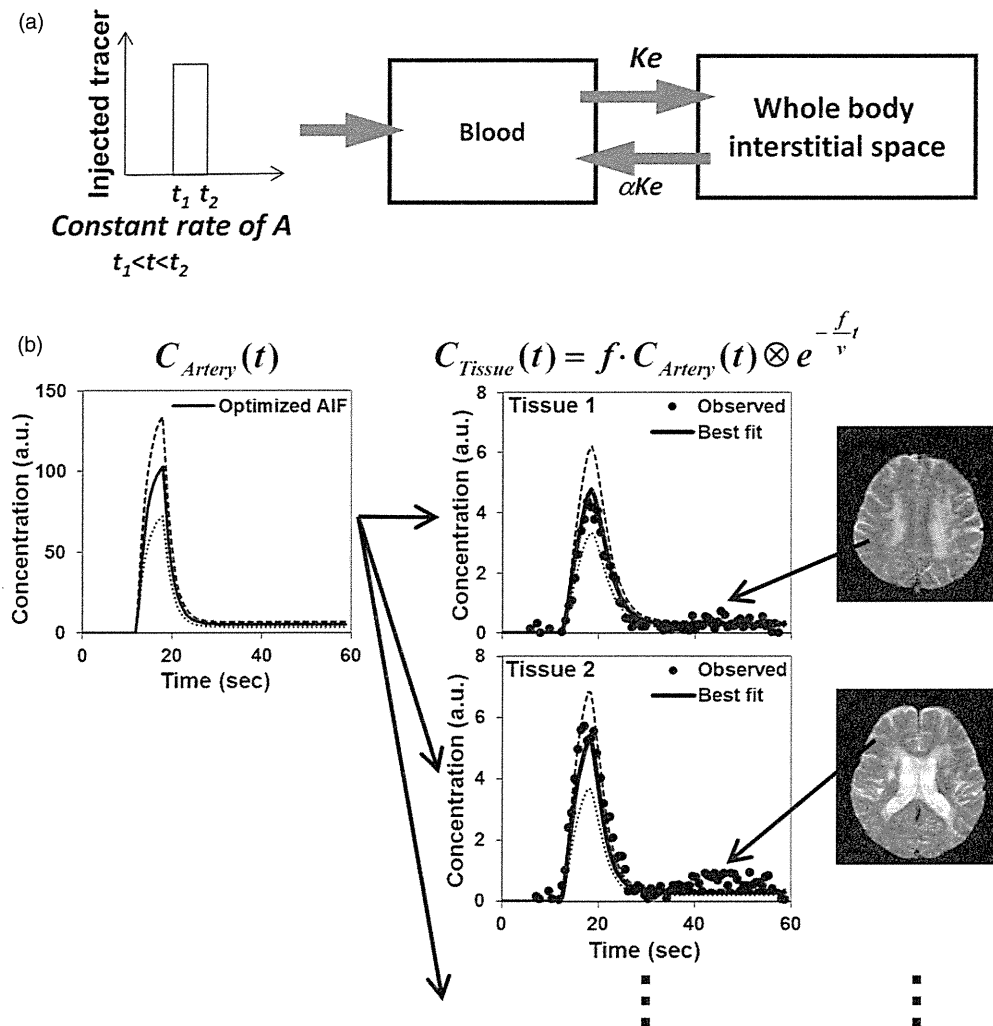 (a)
Injected tracer
t1 t2
Constant rate of A
t1<t<t2
Blood
Ke
αKe
Whole body
interstitial space
(b)
C Artery (t)
C Tissue (t) = f · C Artery (t) ⊗ e^(-f/v t)
Concentration (a.u.)
150
100
50
0
Optimized AIF
0 20 40 60
Time (sec)
Concentration (a.u.)
8
6
4
2
0
Tissue 1
Observed
Best fit
Concentration (a.u.)
8
6
4
2
0
Tissue 2
Observed
Best fit
0 20 40 60
Time (sec)